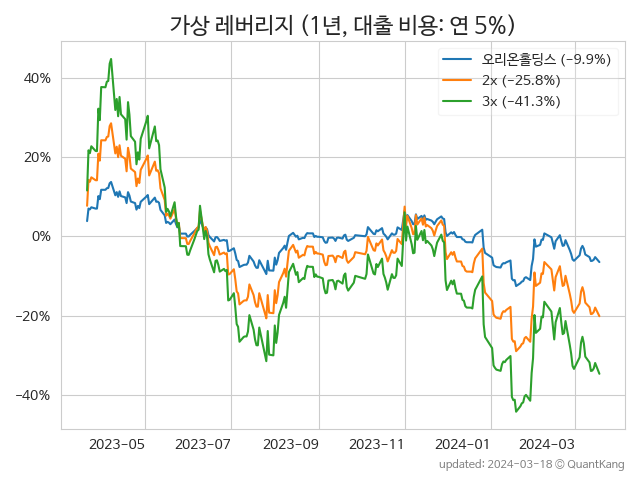 가상 레버리지 (1년, 대출 비용: 연 5%)
오리온홀딩스 (−9.9%)
2x (−25.8%)
3x (−41.3%)
40%
20%
0%
−20%
−40%
2023-05 2023-07 2023-09 2023-11 2024-01 2024-03
updated: 2024-03-18 © QuantKang